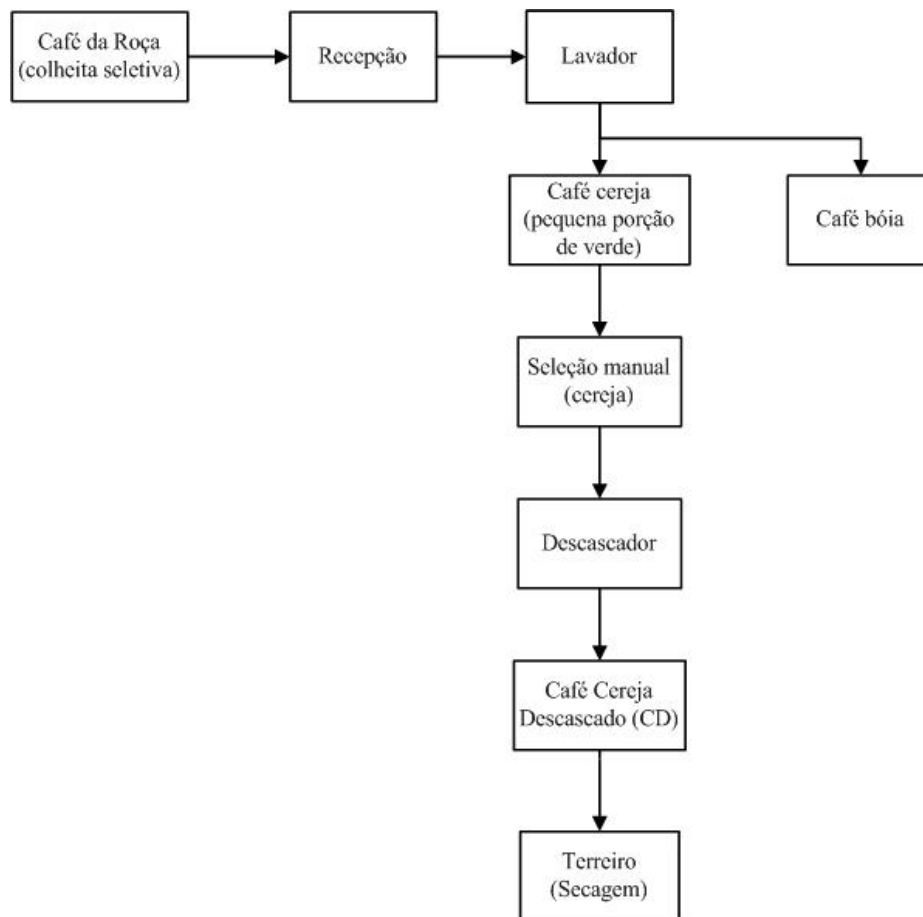 Café da Roça
(colheita seletiva)
Recepção
Lavador
Café cereja
(pequena porção
de verde)
Café bóia
Seleção manual
(cereja)
Descascador
Café Cereja
Descascado (CD)
Terreiro
(Secagem)